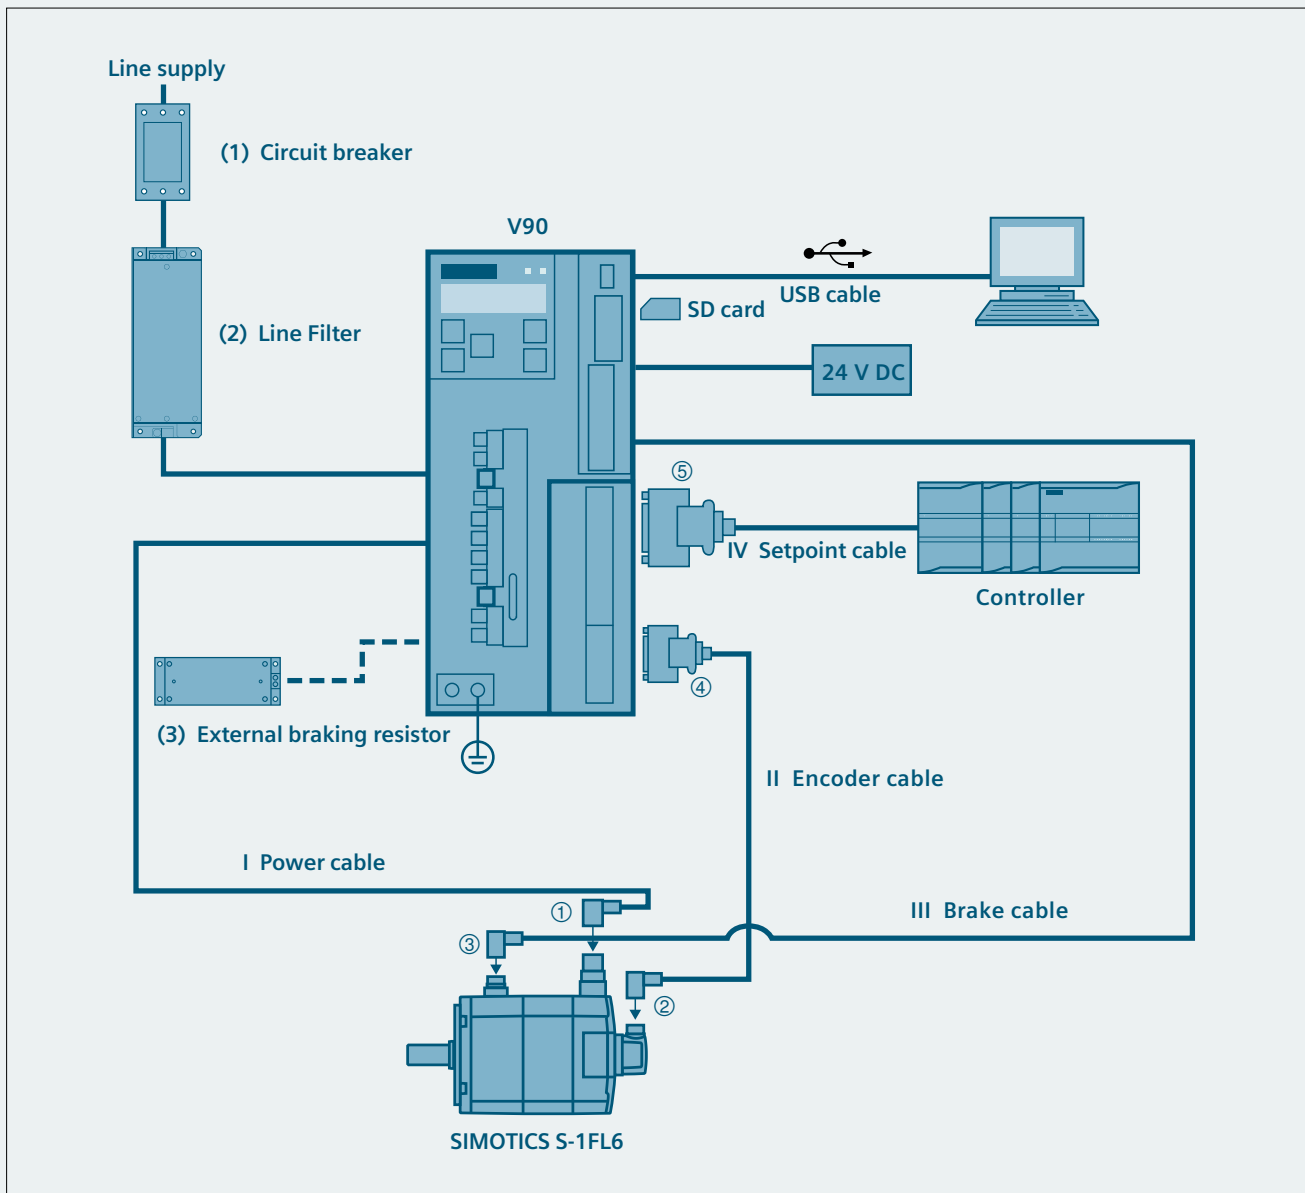 Line supply
(1) Circuit breaker
V90
USB cable
SD card
(2) Line Filter
24 V DC
⑤
IV Setpoint cable
Controller
④
(3) External braking resistor
II Encoder cable
I Power cable
①
III Brake cable
③
②
SIMOTICS S-1FL6